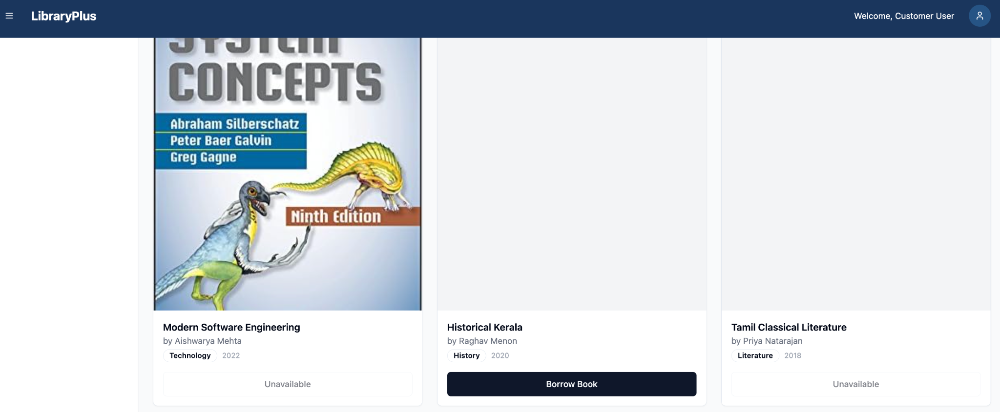 LibraryPlus
Welcome, Customer User
SYSTEM
CONCEPTS
Abraham Silberschatz
Peter Baer Galvin
Greg Gagne
Ninth Edition
Modern Software Engineering
by Aishwarya Mehta
Technology 2022
Unavailable
Historical Kerala
by Raghav Menon
History 2020
Borrow Book
Tamil Classical Literature
by Priya Natarajan
Literature 2018
Unavailable